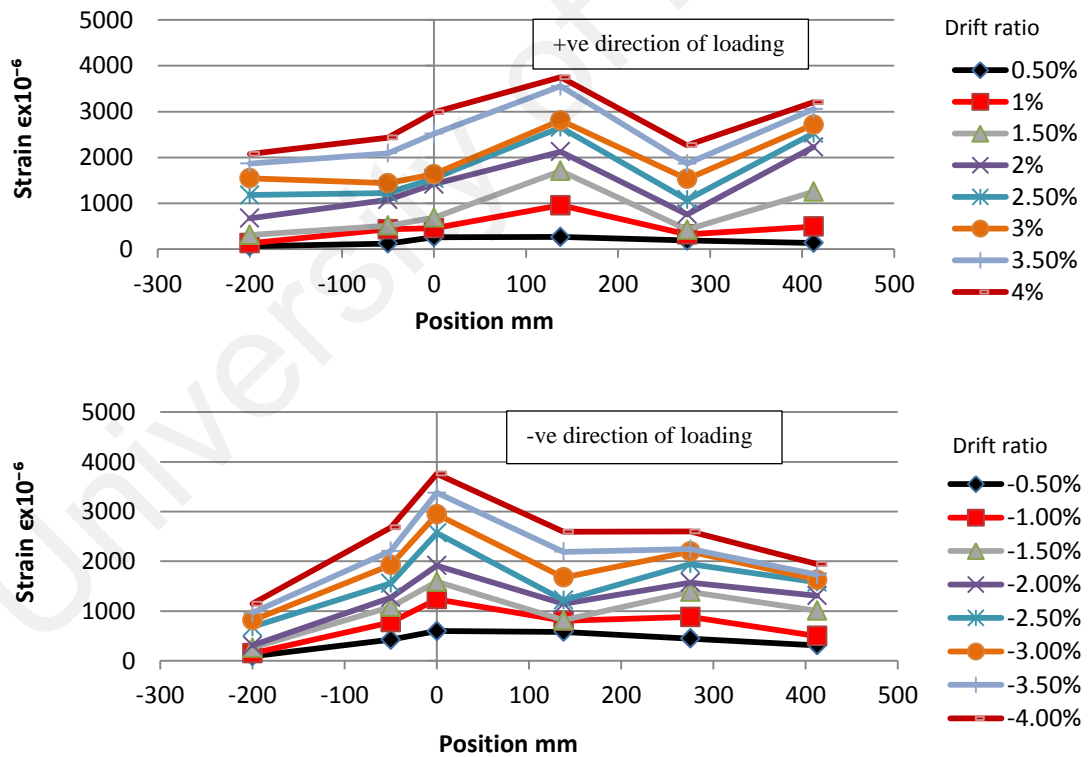 +ve direction of loading
Drift ratio
0.50%
1%
1.50%
2%
2.50%
3%
3.50%
4%
Strain ϵx10⁻⁶
5000
4000
3000
2000
1000
0
-300 -200 -100 0 100 200 300 400 500
Position mm
-ve direction of loading
Drift ratio
-0.50%
-1.00%
-1.50%
-2.00%
-2.50%
-3.00%
-3.50%
-4.00%
Strain ϵx10⁻⁶
5000
4000
3000
2000
1000
0
-300 -200 -100 0 100 200 300 400 500
Position mm
University of